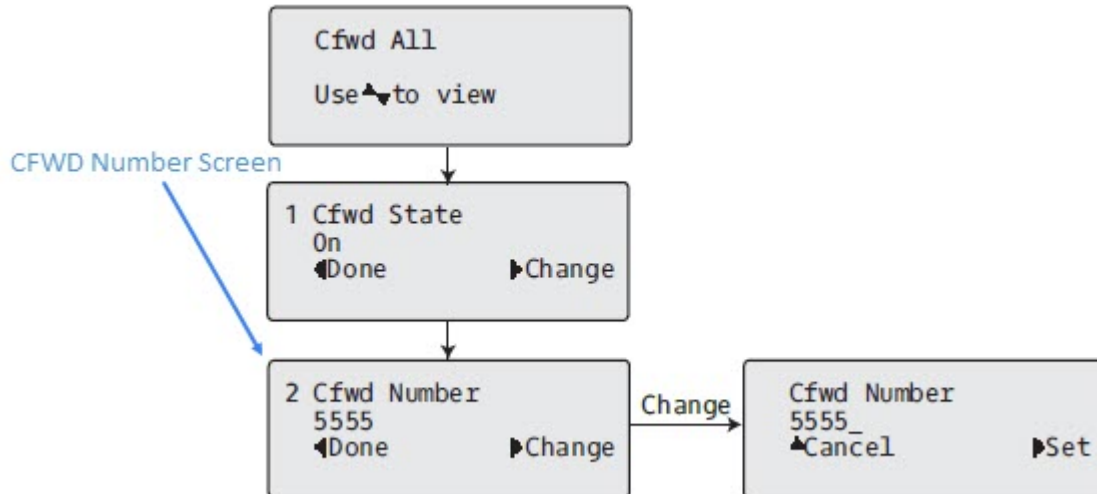 Cfwd All
Use to view
CFWD Number Screen
1 Cfwd State
On
Done Change
2 Cfwd Number
5555
Done Change
Change
Cfwd Number
5555_
Cancel Set